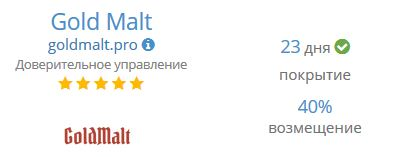 Gold Malt
goldmalt.pro
Доверительное управление
GoldMalt
23 дня
покрытие
40%
возмещение